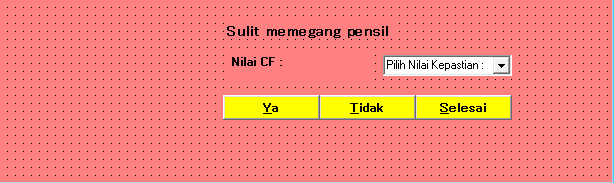 Sulit memegang pensil
Nilai CF : Pilih Nilai Kepastian :
Ya Tidak Selesai